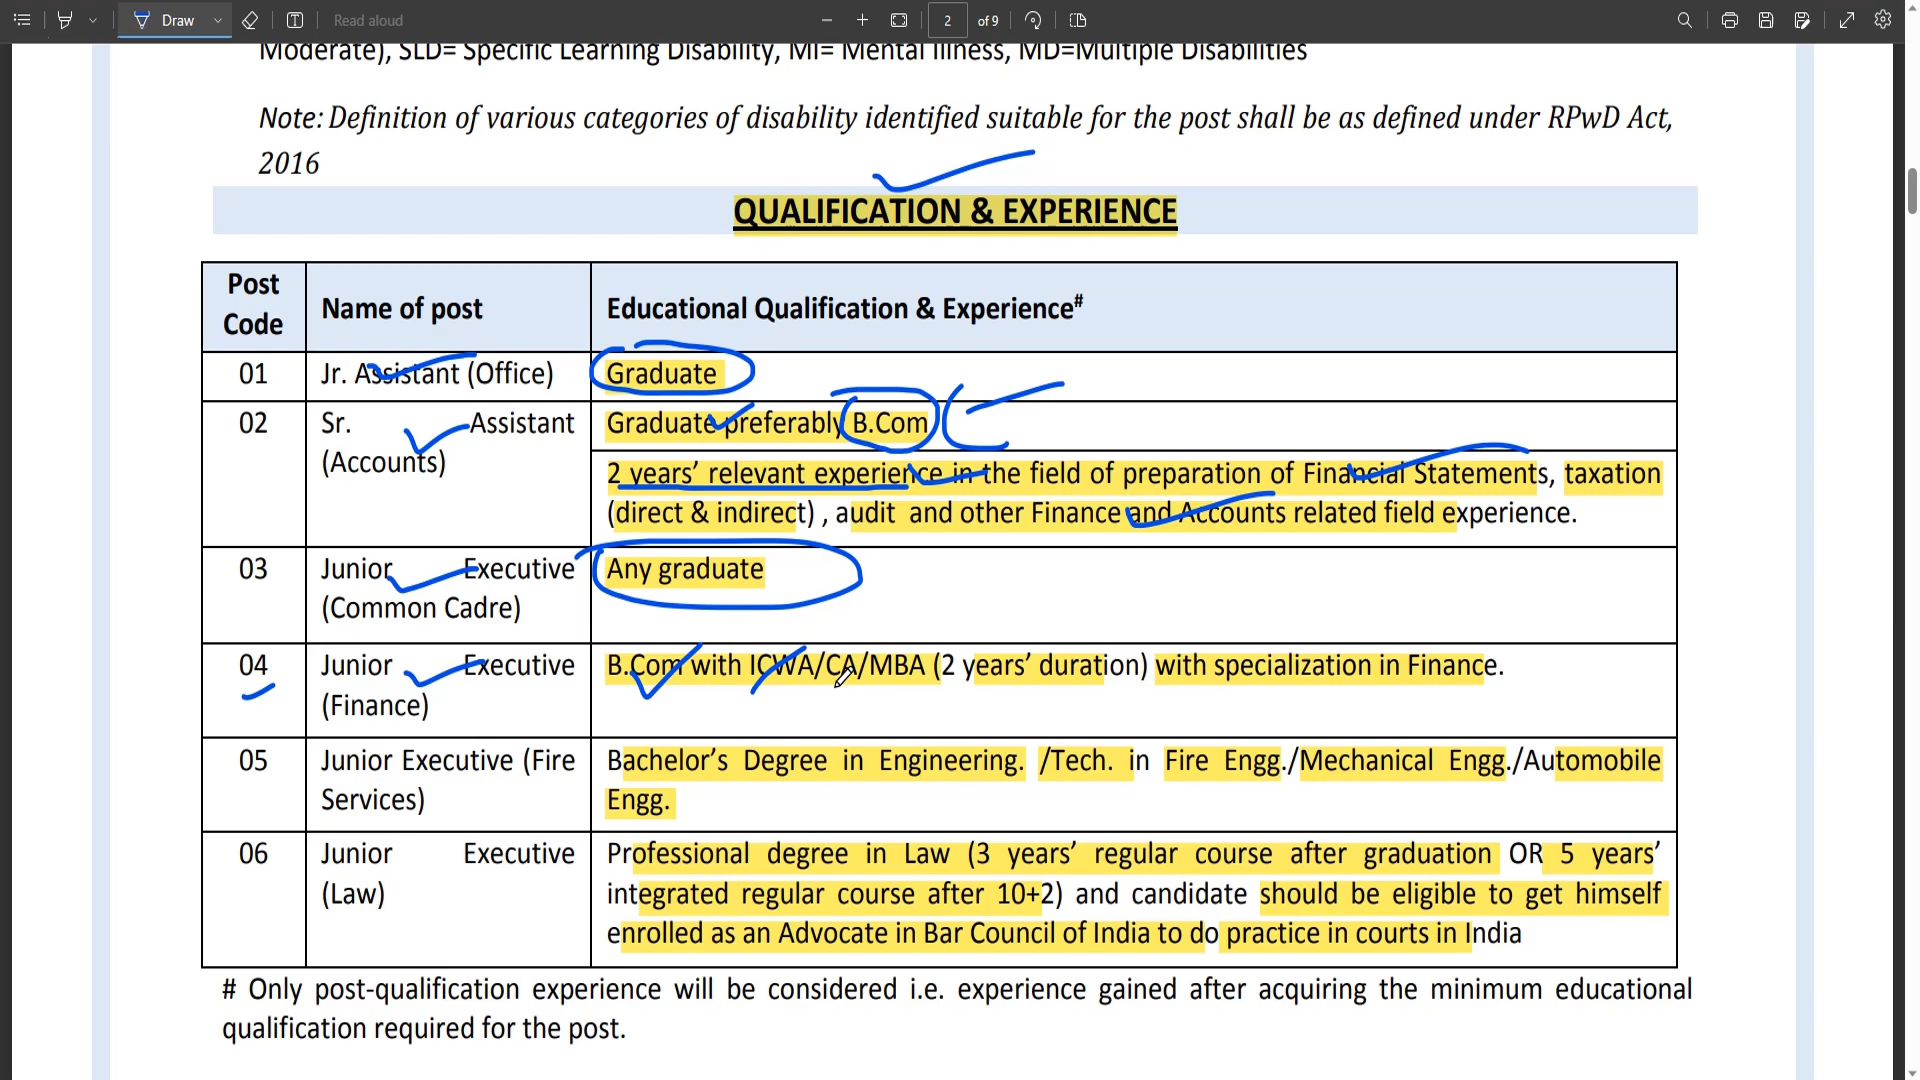 Draw
Read aloud
2 of 9
Moderate), SLD= Specific Learning Disability, MI= Mental Illness, MD=Multiple Disabilities
Note: Definition of various categories of disability identified suitable for the post shall be as defined under RPwD Act,
2016
QUALIFICATION & EXPERIENCE
Post
Code
Name of post
Educational Qualification & Experience#
01
Jr. Assistant (Office)
Graduate
02
Sr. Assistant
(Accounts)
Graduate preferably B.Com
2 years’ relevant experience in the field of preparation of Financial Statements, taxation
(direct & indirect) , audit and other Finance and Accounts related field experience.
03
Junior Executive
(Common Cadre)
Any graduate
04
Junior Executive
(Finance)
B.Com with ICWA/CA/MBA (2 years’ duration) with specialization in Finance.
05
Junior Executive (Fire
Services)
Bachelor’s Degree in Engineering. /Tech. in Fire Engg./Mechanical Engg./Automobile
Engg.
06
Junior Executive
(Law)
Professional degree in Law (3 years’ regular course after graduation OR 5 years’
integrated regular course after 10+2) and candidate should be eligible to get himself
enrolled as an Advocate in Bar Council of India to do practice in courts in India
# Only post-qualification experience will be considered i.e. experience gained after acquiring the minimum educational
qualification required for the post.